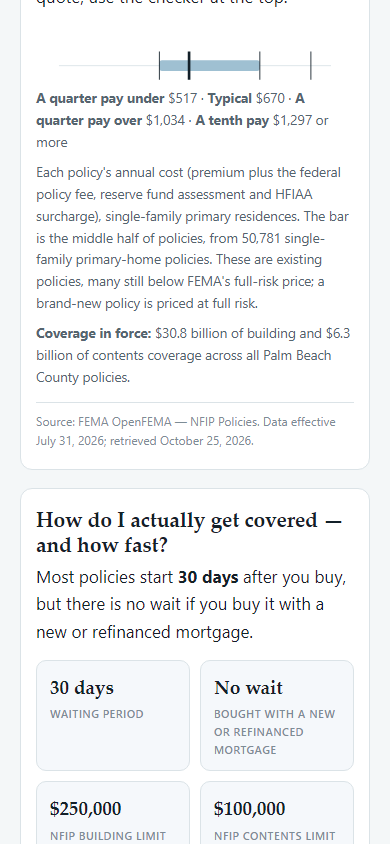 quote, use the checker at the top.
A quarter pay under $517 · Typical $670 · A
quarter pay over $1,034 · A tenth pay $1,297 or
more
Each policy's annual cost (premium plus the federal
policy fee, reserve fund assessment and HFIAA
surcharge), single-family primary residences. The bar
is the middle half of policies, from 50,781 single-
family primary-home policies. These are existing
policies, many still below FEMA's full-risk price; a
brand-new policy is priced at full risk.
Coverage in force: $30.8 billion of building and $6.3
billion of contents coverage across all Palm Beach
County policies.
Source: FEMA OpenFEMA — NFIP Policies. Data effective
July 31, 2026; retrieved October 25, 2026.
How do I actually get covered —
and how fast?
Most policies start 30 days after you buy,
but there is no wait if you buy it with a
new or refinanced mortgage.
30 days
WAITING PERIOD
No wait
BOUGHT WITH A NEW
OR REFINANCED
MORTGAGE
$250,000
NFIP BUILDING LIMIT
$100,000
NFIP CONTENTS LIMIT